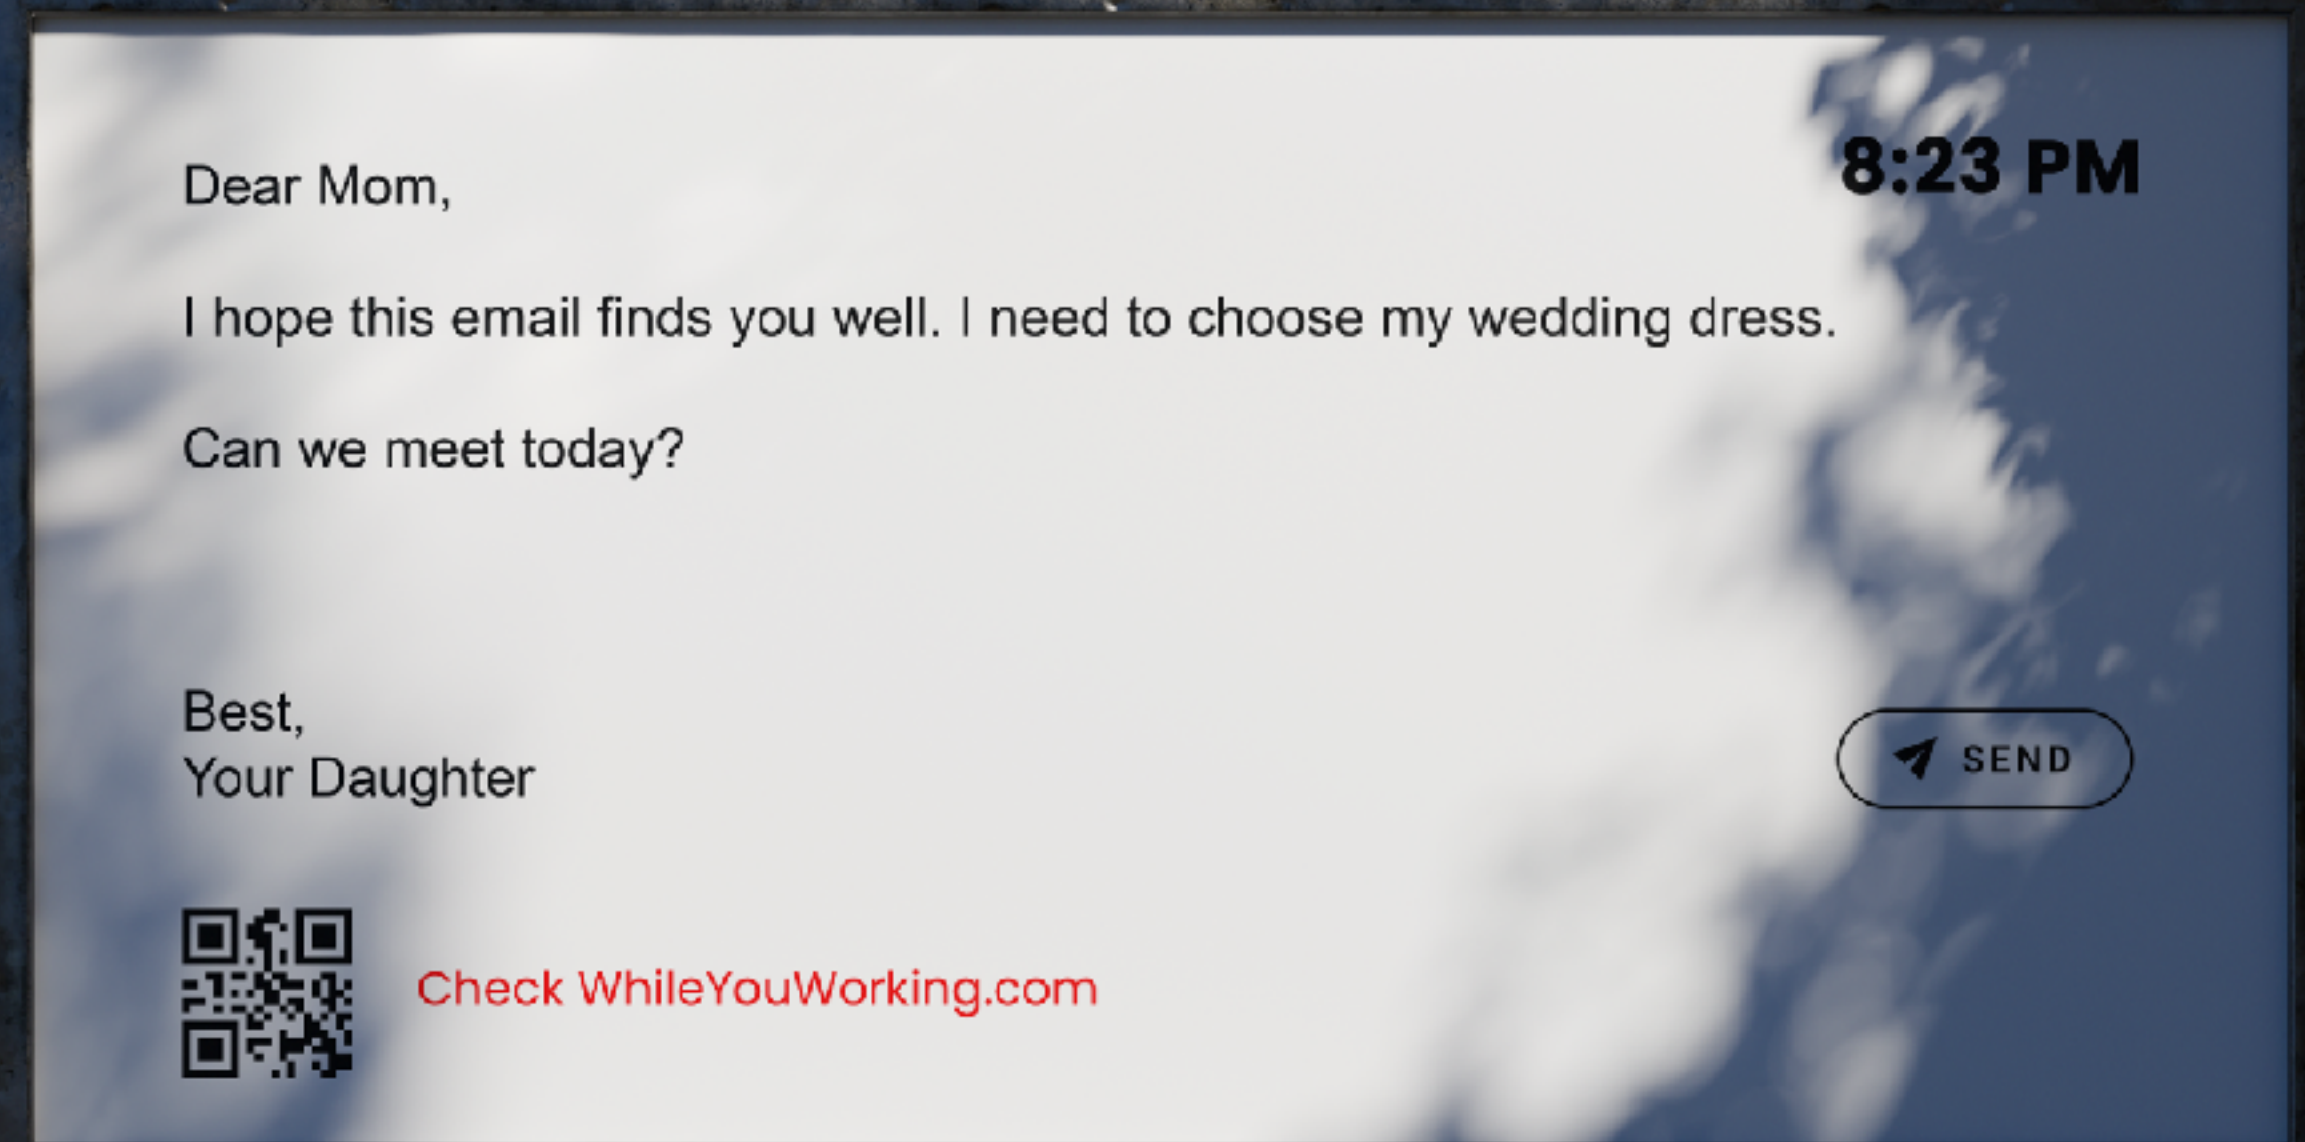 Dear Mom,
8:23 PM
I hope this email finds you well. I need to choose my wedding dress.
Can we meet today?
Best,
Your Daughter
SEND
Check WhileYouWorking.com